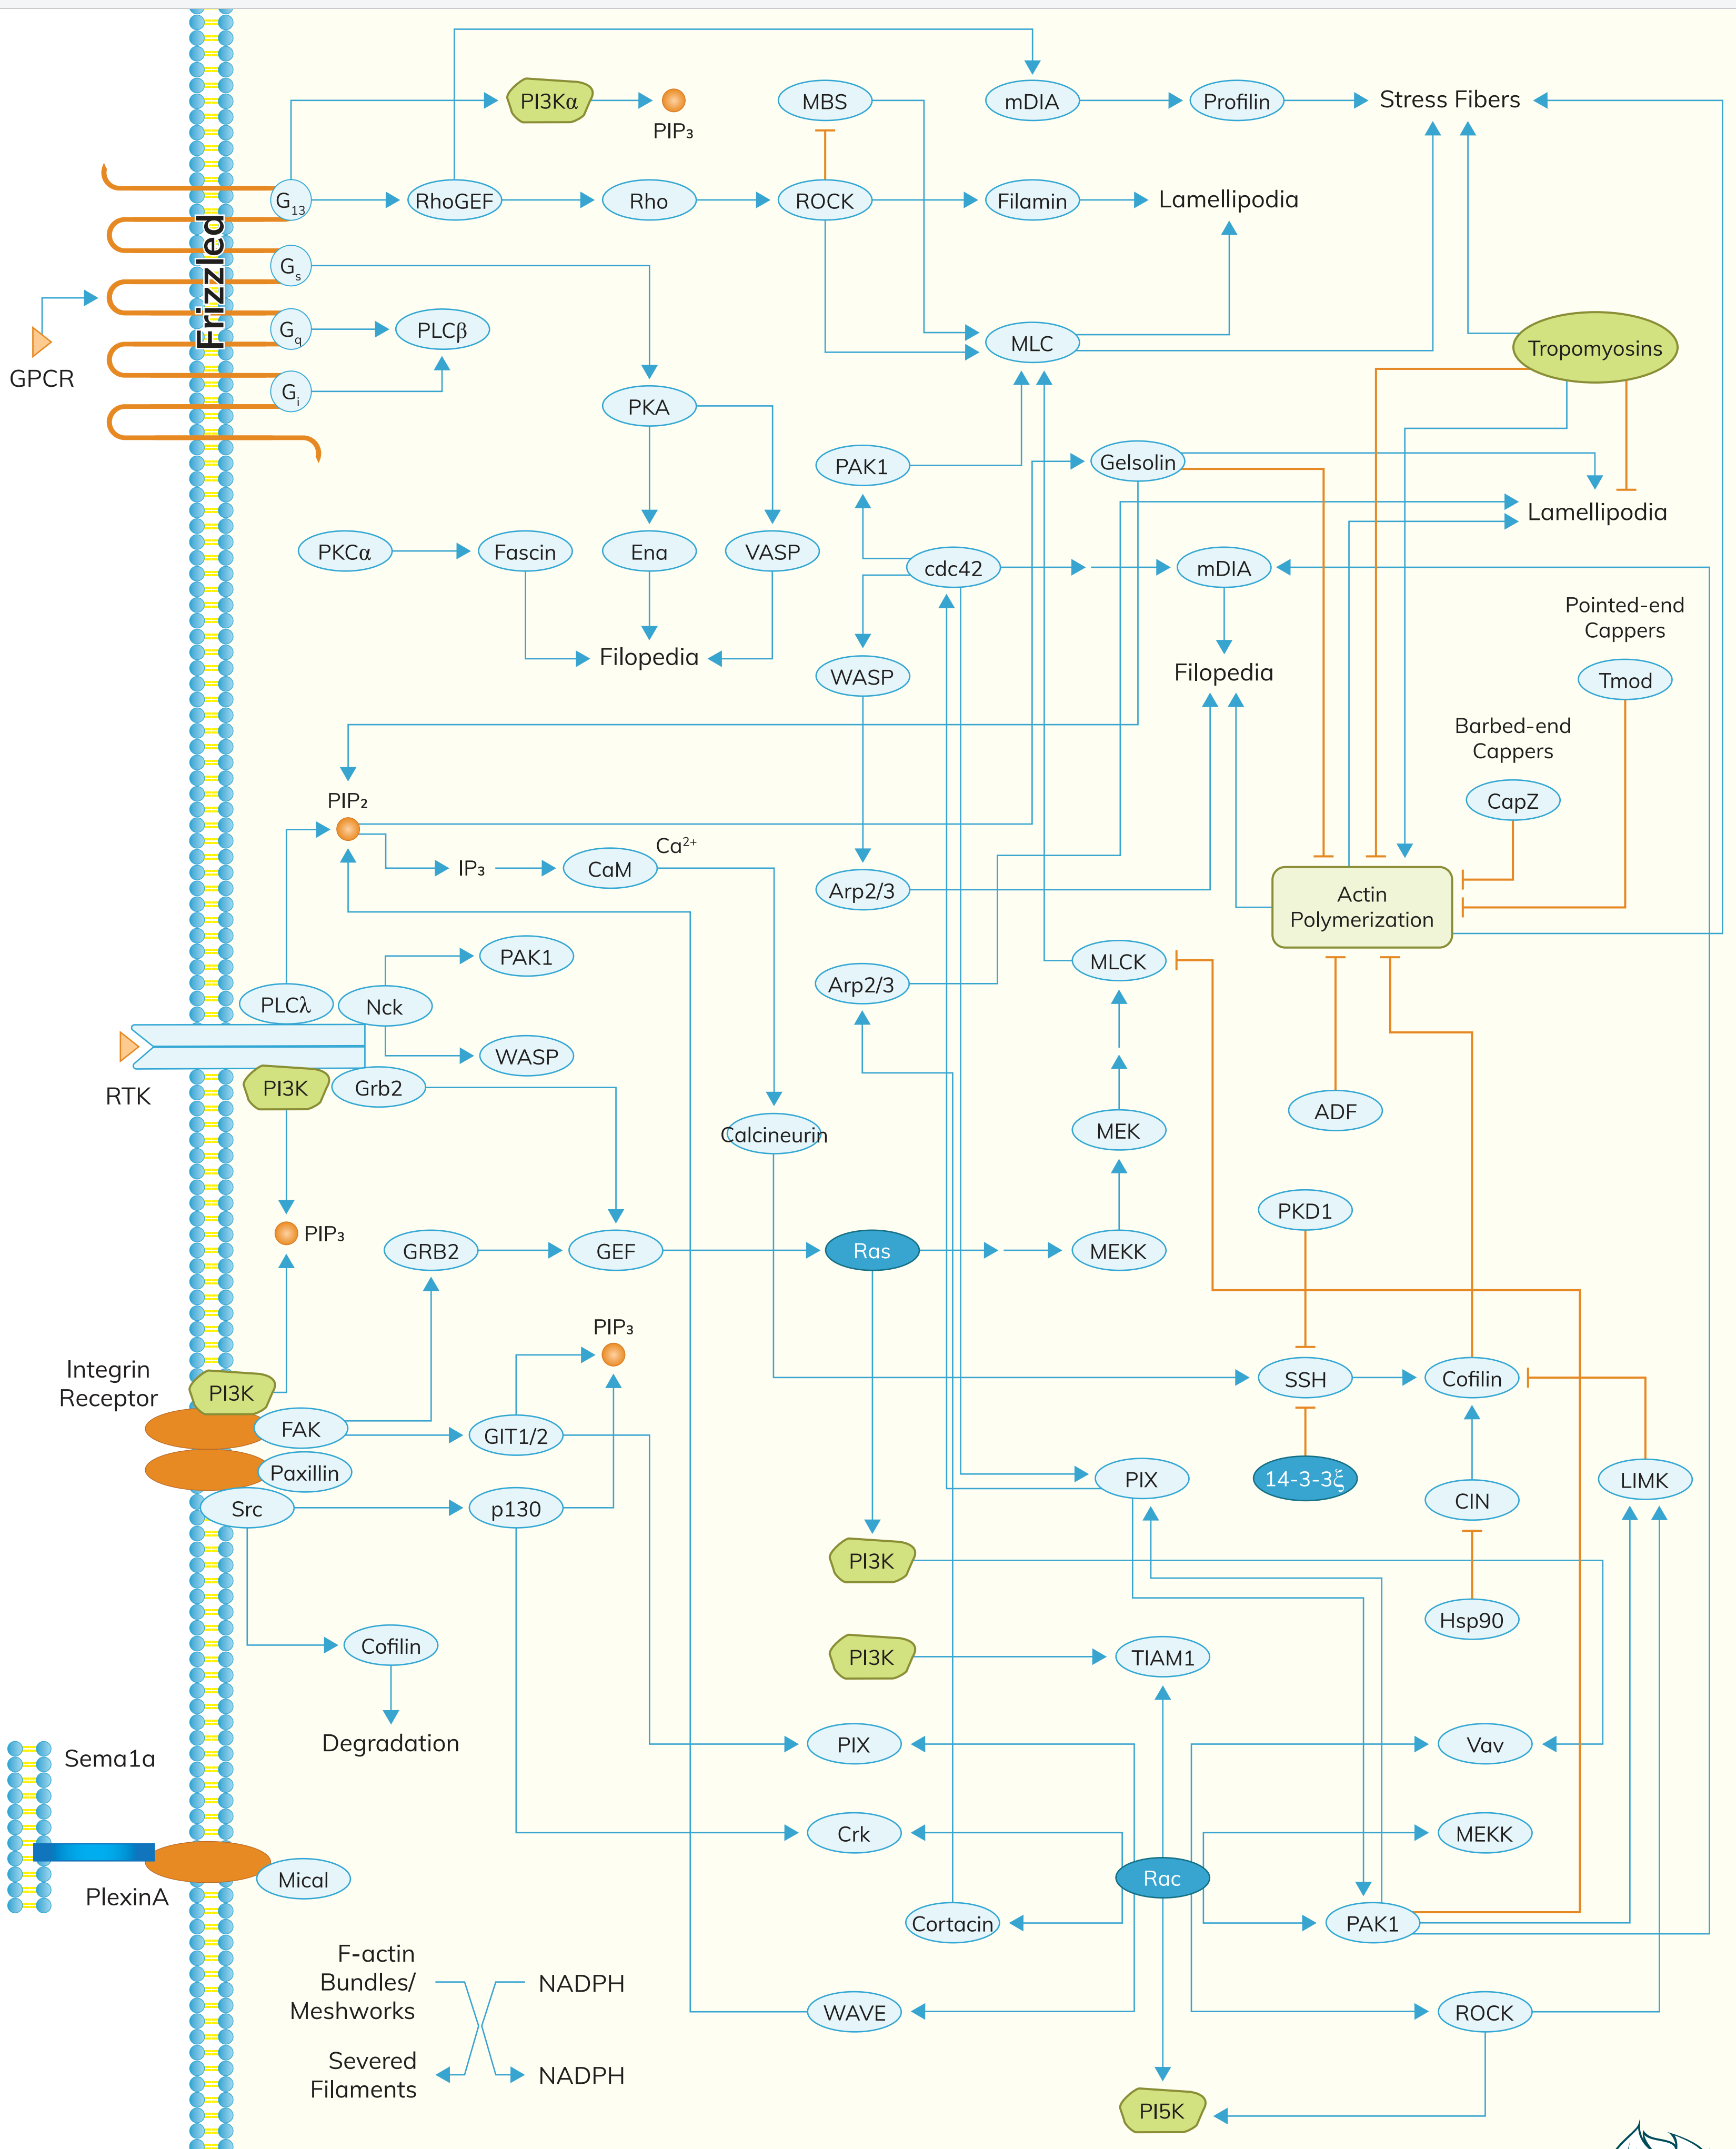 PI3Kα
PIP₃
MBS
mDIA
Profilin
Stress Fibers
G₁₃
RhoGEF
Rho
ROCK
Filamin
Lamellipodia
Frizzled
Gₛ
G_q
PLCβ
MLC
Tropomyosins
GPCR
Gᵢ
PKA
PAK1
Gelsolin
Lamellipodia
PKCα
Fascin
Ena
VASP
cdc42
mDIA
Pointed-end
Cappers
Filopedia
WASP
Filopedia
Tmod
Barbed-end
Cappers
CapZ
PIP₂
Ca²⁺
IP₃
CaM
Arp2/3
Actin
Polymerization
PAK1
MLCK
PLCλ
Nck
Arp2/3
WASP
RTK
PI3K
Grb2
Calcineurin
MEK
ADF
PKD1
PIP₃
GRB2
GEF
Ras
MEKK
PIP₃
Integrin
Receptor
PI3K
SSH
Cofilin
FAK
GIT1/2
Paxillin
PIX
14-3-3ξ
LIMK
Src
p130
CIN
PI3K
Hsp90
Cofilin
PI3K
TIAM1
Degradation
PIX
Vav
Sema1a
Crk
MEKK
Mical
Rac
PlexinA
Cortacin
PAK1
F-actin
Bundles/
Meshworks
NADPH
WAVE
ROCK
Severed
Filaments
NADPH
PI5K